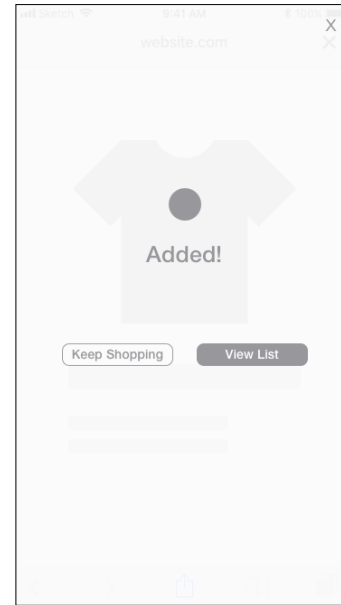 Sketch 9:41 AM 100%
X
website.com
Added!
Keep Shopping View List